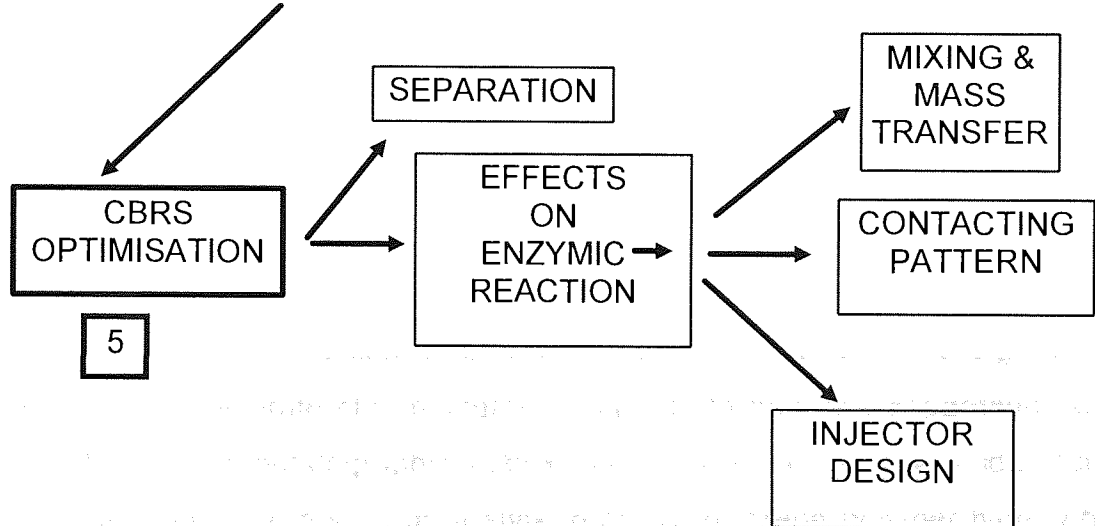 SEPARATION
MIXING &
MASS
TRANSFER
CBRS
OPTIMISATION
5
EFFECTS
ON
ENZYMIC
REACTION
CONTACTING
PATTERN
INJECTOR
DESIGN